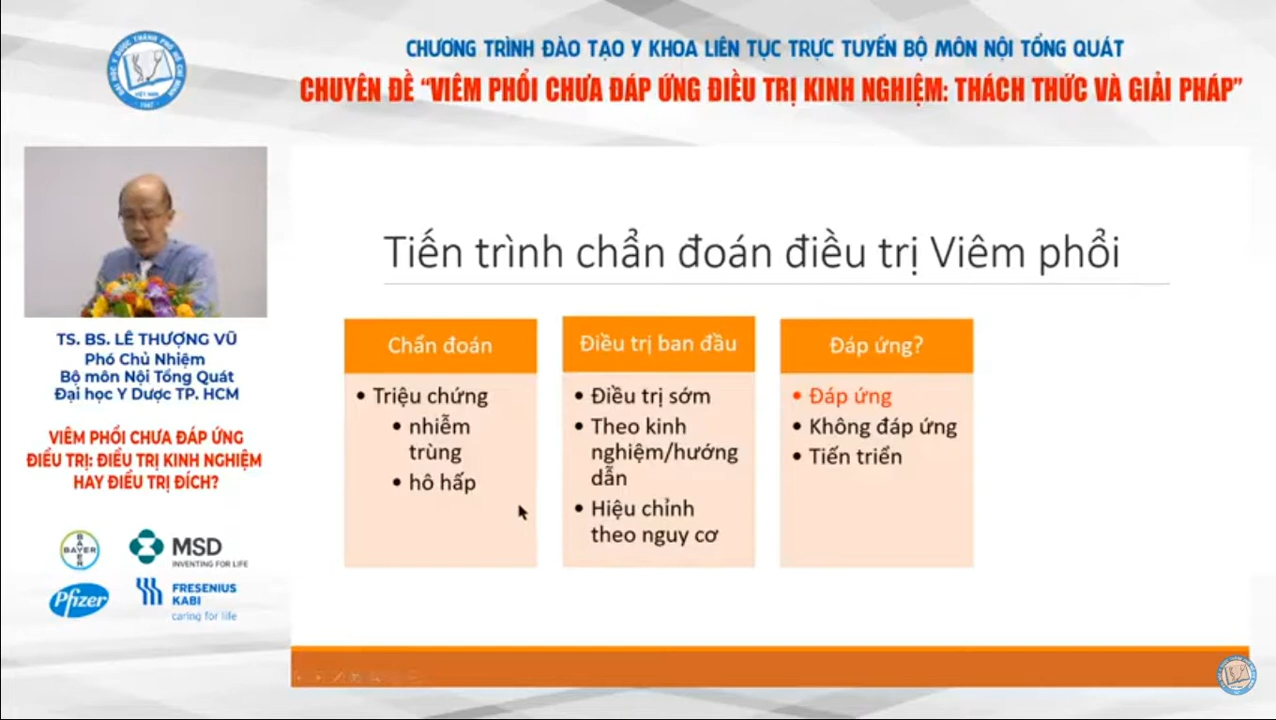 CHƯƠNG TRÌNH ĐÀO TẠO Y KHOA LIÊN TỤC TRỰC TUYẾN BỘ MÔN NỘI TỔNG QUÁT
CHUYÊN ĐỀ “VIÊM PHỔI CHƯA ĐÁP ỨNG ĐIỀU TRỊ KINH NGHIỆM: THÁCH THỨC VÀ GIẢI PHÁP”
TS. BS. LÊ THƯỢNG VŨ
Phó Chủ Nhiệm
Bộ môn Nội Tổng Quát
Đại học Y Dược TP. HCM
VIÊM PHỔI CHƯA ĐÁP ỨNG
ĐIỀU TRỊ: ĐIỀU TRỊ KINH NGHIỆM
HAY ĐIỀU TRỊ ĐÍCH?
BAYER
MSD
INVENTING FOR LIFE
Pfizer
FRESENIUS
KABI
caring for life
Tiến trình chẩn đoán điều trị Viêm phổi
Chẩn đoán
• Triệu chứng
• nhiễm
trùng
• hô hấp
Điều trị ban đầu
• Điều trị sớm
• Theo kinh
nghiệm/hướng
dẫn
• Hiệu chỉnh
theo nguy cơ
Đáp ứng?
• Đáp ứng
• Không đáp ứng
• Tiến triển